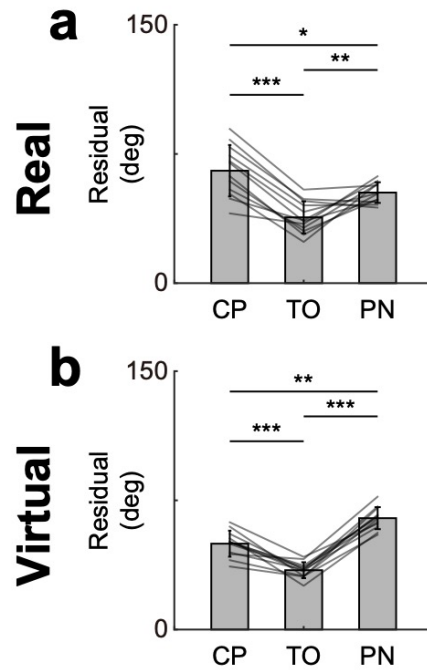 a
Real
Residual
(deg)
150
0
*
**
***
CP TO PN
b
Virtual
Residual
(deg)
150
0
**
***
***
CP TO PN